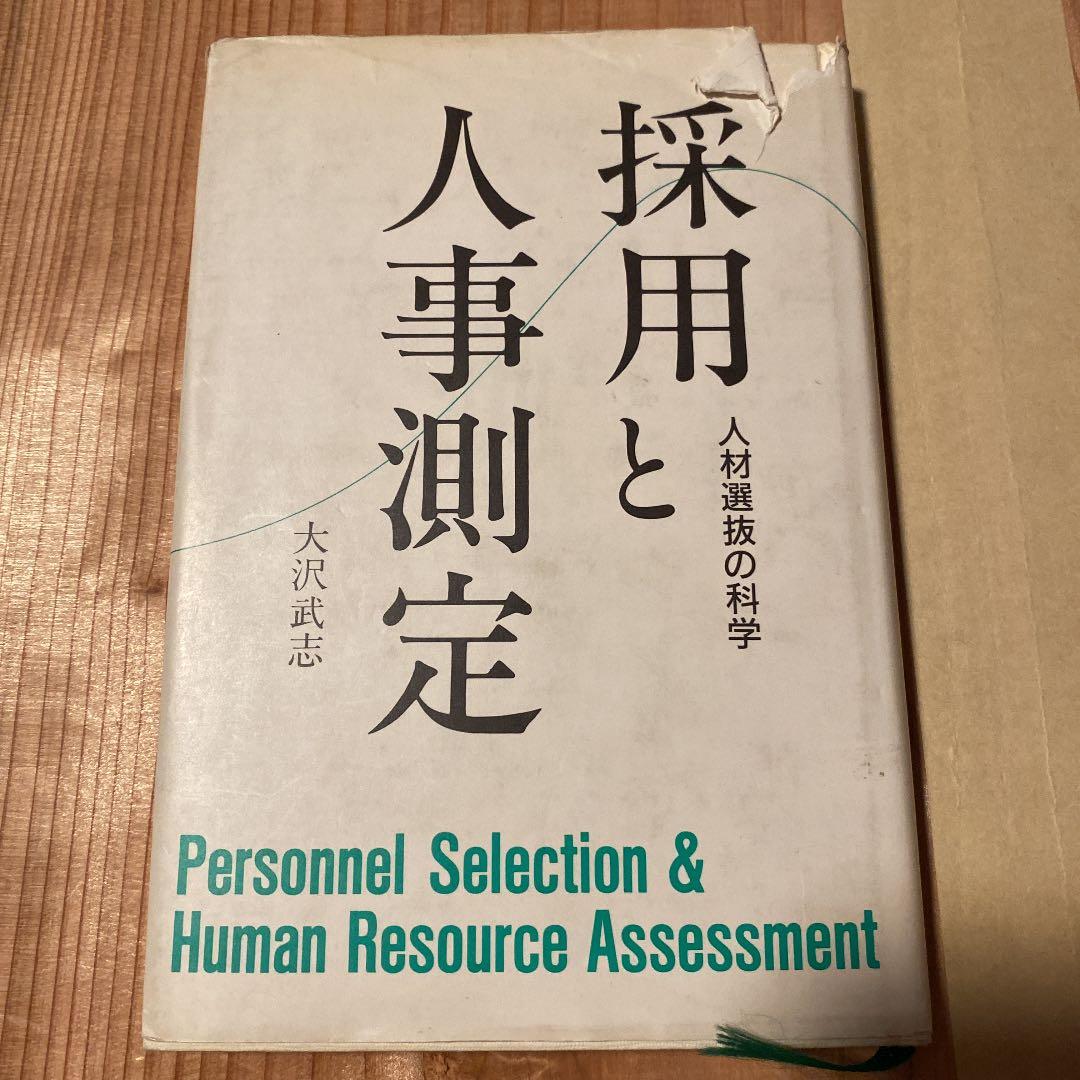 採用と
人材選抜の科学
人事測定
大沢武志
Personnel Selection &
Human Resource Assessment